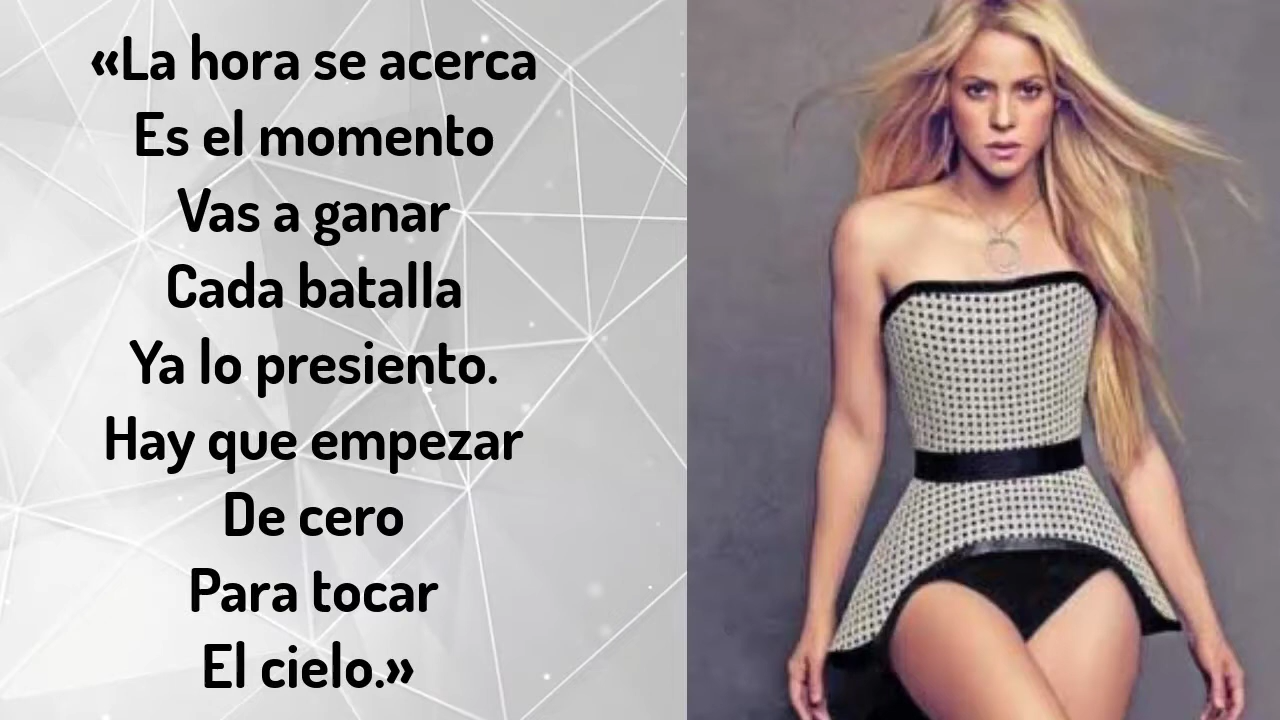 «La hora se acerca
Es el momento
Vas a ganar
Cada batalla
Ya lo presiento.
Hay que empezar
De cero
Para tocar
El cielo.»